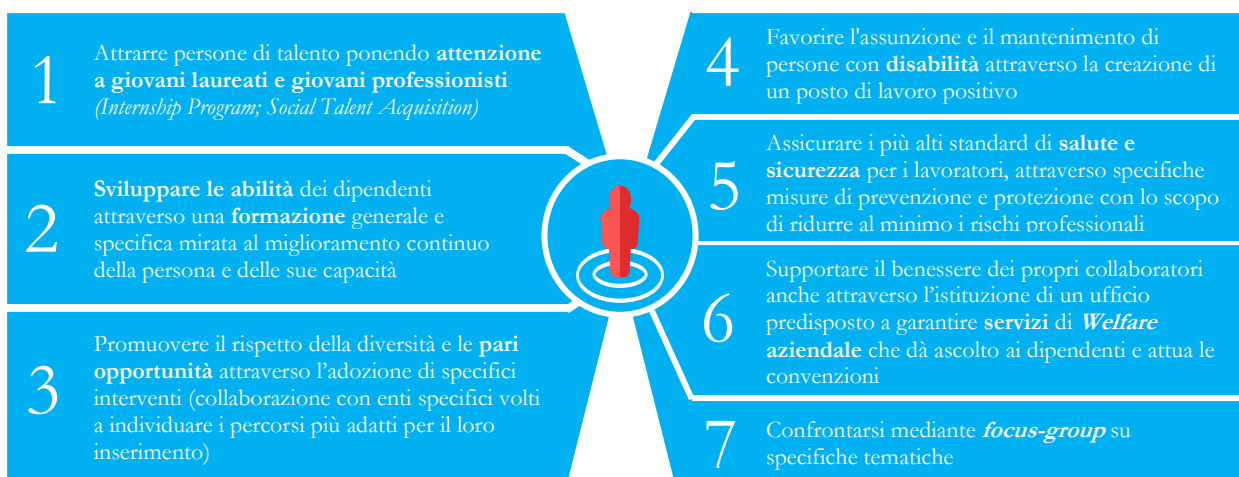 1
Attrarre persone di talento ponendo attenzione
a giovani laureati e giovani professionisti
(Internship Program; Social Talent Acquisition)
2
Sviluppare le abilità dei dipendenti
attraverso una formazione generale e
specifica mirata al miglioramento continuo
della persona e delle sue capacità
3
Promuovere il rispetto della diversità e le pari
opportunità attraverso l'adozione di specifici
interventi (collaborazione con enti specifici volti
a individuare i percorsi più adatti per il loro
inserimento)
4
Favorire l'assunzione e il mantenimento di
persone con disabilità attraverso la creazione di
un posto di lavoro positivo
5
Assicurare i più alti standard di salute e
sicurezza per i lavoratori, attraverso specifiche
misure di prevenzione e protezione con lo scopo
di ridurre al minimo i rischi professionali
6
Supportare il benessere dei propri collaboratori
anche attraverso l'istituzione di un ufficio
predisposto a garantire servizi di Welfare
aziendale che dà ascolto ai dipendenti e attua le
convenzioni
7
Confrontarsi mediante focus-group su
specifiche tematiche